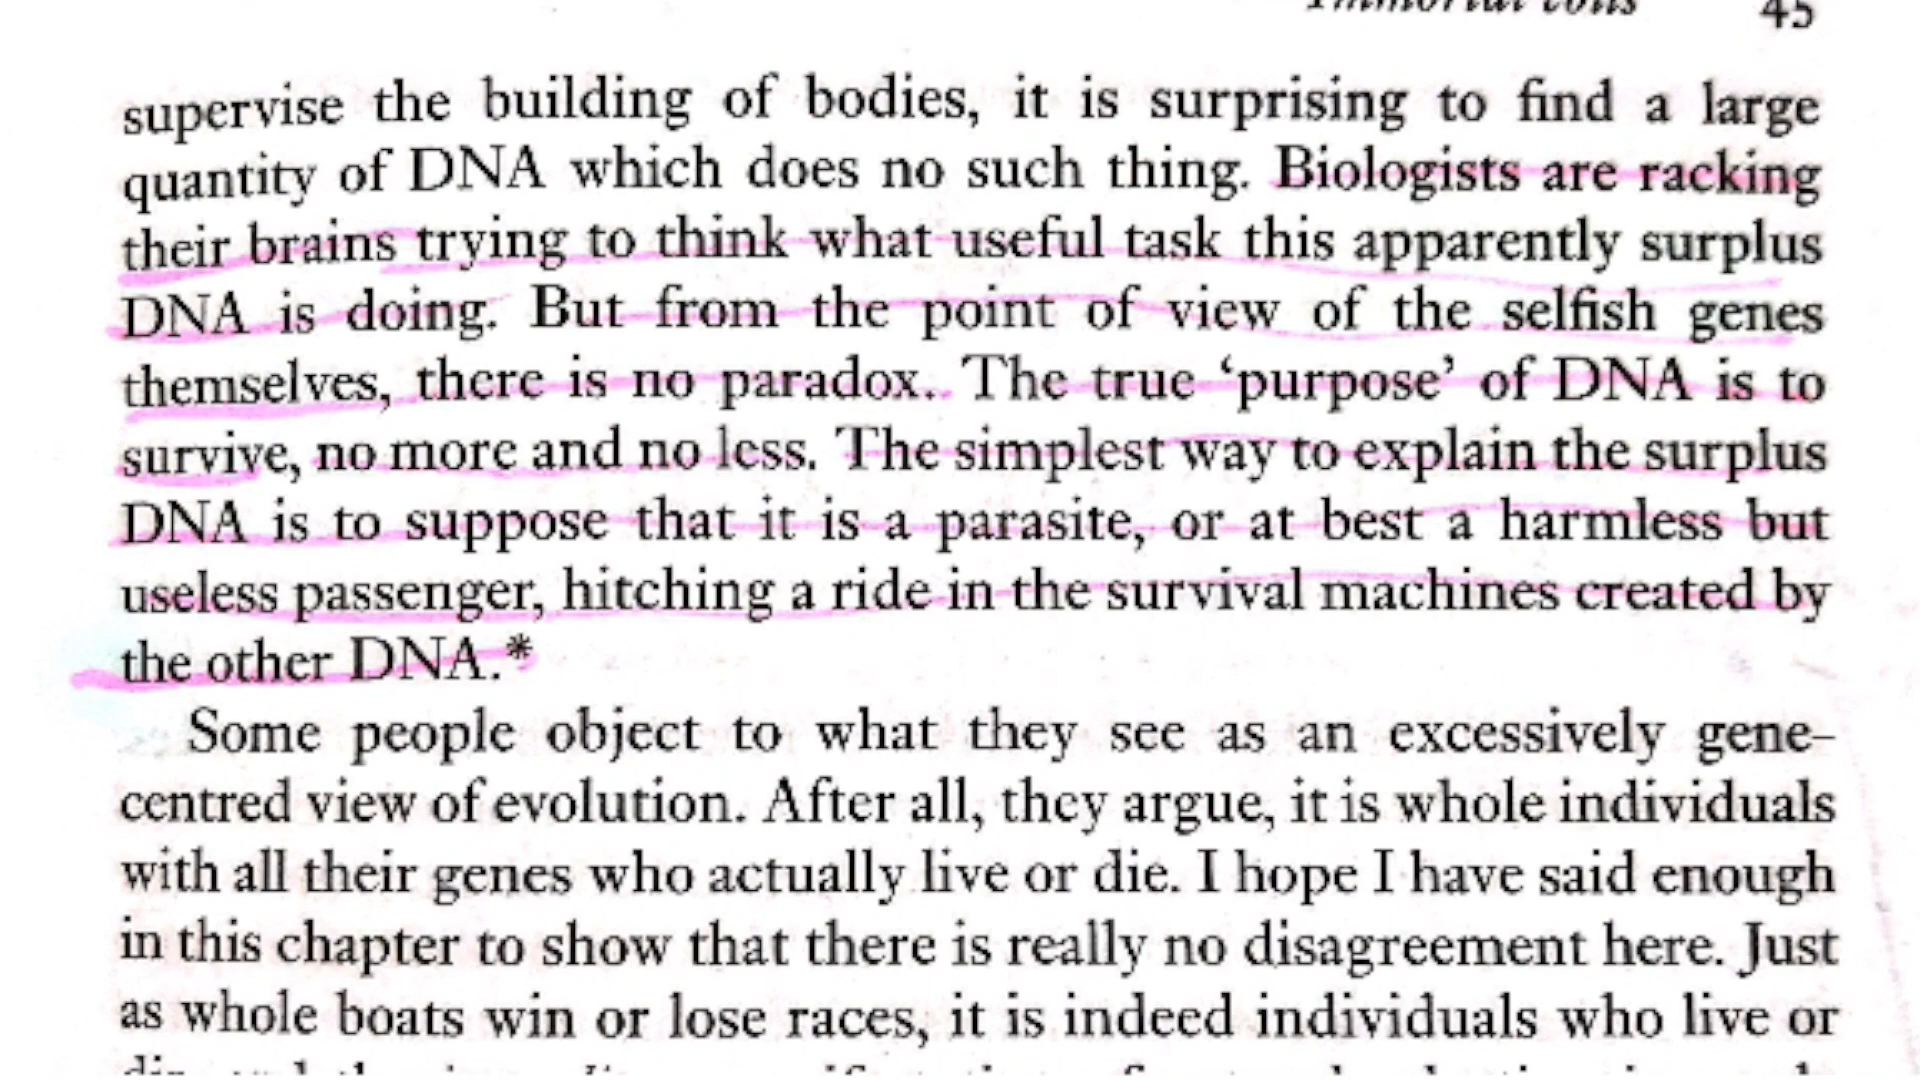 Immortal coils 45
supervise the building of bodies, it is surprising to find a large
quantity of DNA which does no such thing. Biologists are racking
their brains trying to think what useful task this apparently surplus
DNA is doing. But from the point of view of the selfish genes
themselves, there is no paradox. The true ‘purpose’ of DNA is to
survive, no more and no less. The simplest way to explain the surplus
DNA is to suppose that it is a parasite, or at best a harmless but
useless passenger, hitching a ride in the survival machines created by
the other DNA.*
Some people object to what they see as an excessively gene-
centred view of evolution. After all, they argue, it is whole individuals
with all their genes who actually live or die. I hope I have said enough
in this chapter to show that there is really no disagreement here. Just
as whole boats win or lose races, it is indeed individuals who live or